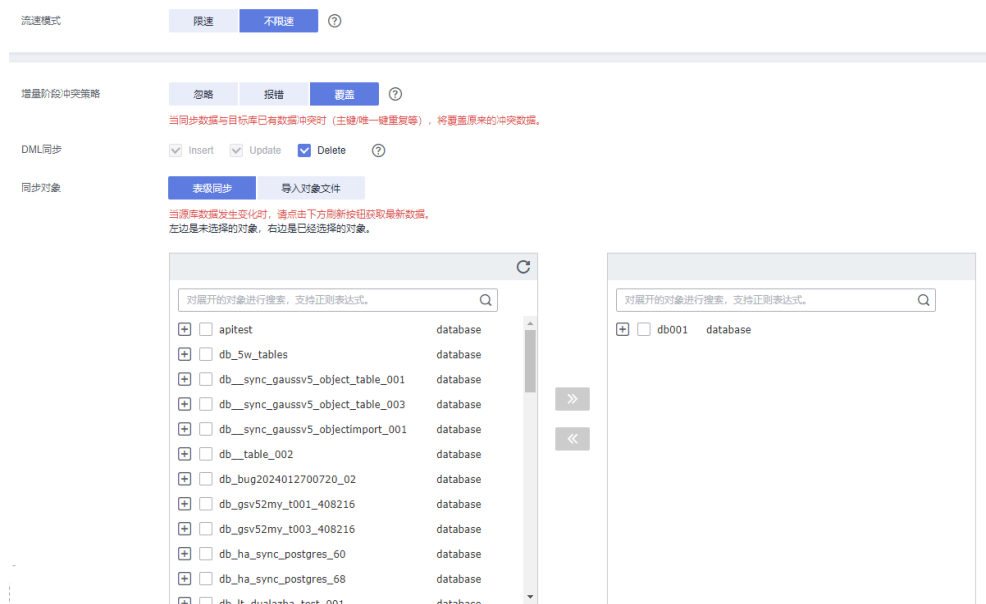 流速模式 限速 不限速
增量阶段冲突策略 忽略 报错 覆盖
当同步数据与目标库已有数据冲突时（主键/唯一键重复等），将覆盖原来的冲突数据。
DML同步 Insert Update Delete
同步对象 表级同步 导入对象文件
当源库数据发生变化时，请点击下方刷新按钮获取最新数据。
左边是未选择的对象，右边是已经选择的对象。
对展开的对象进行搜索，支持正则表达式。
apitest database
db_5w_tables database
db__sync_gaussv5_object_table_001 database
db__sync_gaussv5_object_table_003 database
db__sync_gaussv5_objectimport_001 database
db__table_002 database
db_bug2024012700720_02 database
db_gsv52my_t001_408216 database
db_gsv52my_t003_408216 database
db_ha_sync_postgres_60 database
db_ha_sync_postgres_68 database
db_lt_dualazha_test_001 database
对展开的对象进行搜索，支持正则表达式。
db001 database